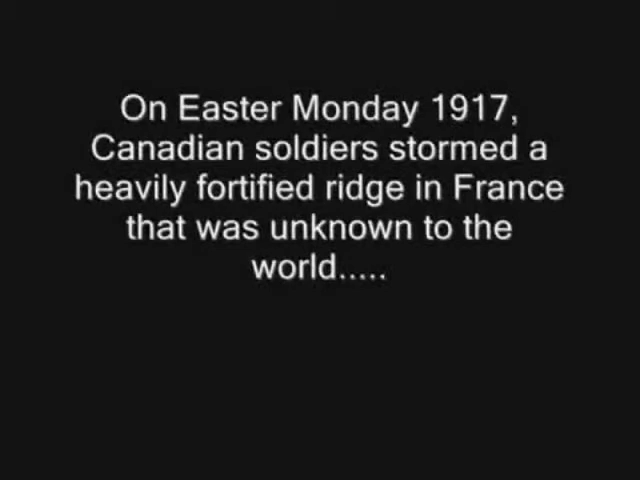 On Easter Monday 1917,
Canadian soldiers stormed a
heavily fortified ridge in France
that was unknown to the
world.....